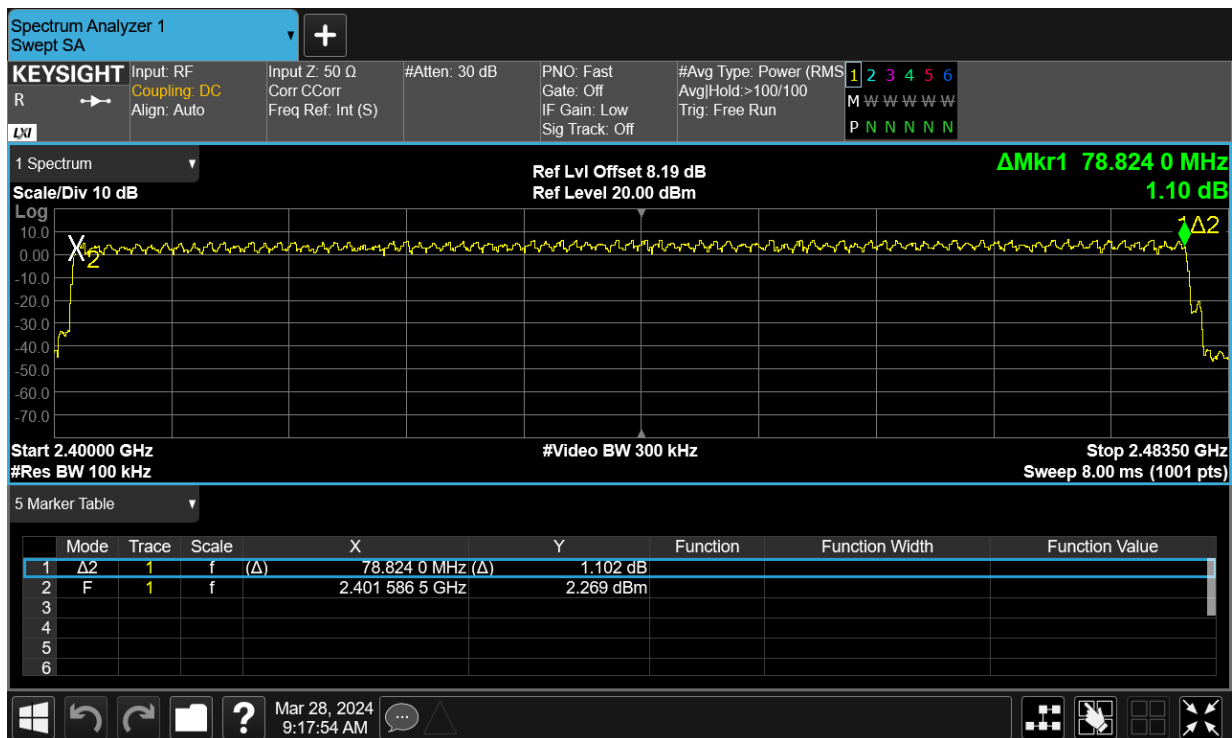 Spectrum Analyzer 1
Swept SA
KEYSIGHT
R
LXI
Input: RF
Coupling: DC
Align: Auto
Input Z: 50 Ω
Corr CCorr
Freq Ref: Int (S)
#Atten: 30 dB
PNO: Fast
Gate: Off
IF Gain: Low
Sig Track: Off
#Avg Type: Power (RMS
Avg|Hold:>100/100
Trig: Free Run
1 2 3 4 5 6
M W W W W W
P N N N N N
1 Spectrum
Scale/Div 10 dB
Log
Ref Lvl Offset 8.19 dB
Ref Level 20.00 dBm
ΔMkr1 78.824 0 MHz
1.10 dB
10.0
0.00
-10.0
-20.0
-30.0
-40.0
-50.0
-60.0
-70.0
X2
1Δ2
Start 2.40000 GHz
#Res BW 100 kHz
#Video BW 300 kHz
Stop 2.48350 GHz
Sweep 8.00 ms (1001 pts)
5 Marker Table
Mode Trace Scale X Y Function Function Width Function Value
1 Δ2 1 f (Δ) 78.824 0 MHz (Δ) 1.102 dB
2 F 1 f 2.401 586 5 GHz 2.269 dBm
3
4
5
6
?
Mar 28, 2024
9:17:54 AM